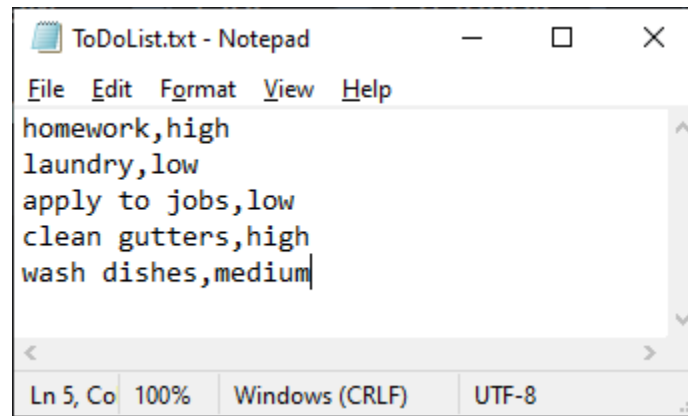 ToDoList.txt - Notepad
File Edit Format View Help
homework,high
laundry,low
apply to jobs,low
clean gutters,high
wash dishes,medium
Ln 5, Co 100% Windows (CRLF) UTF-8